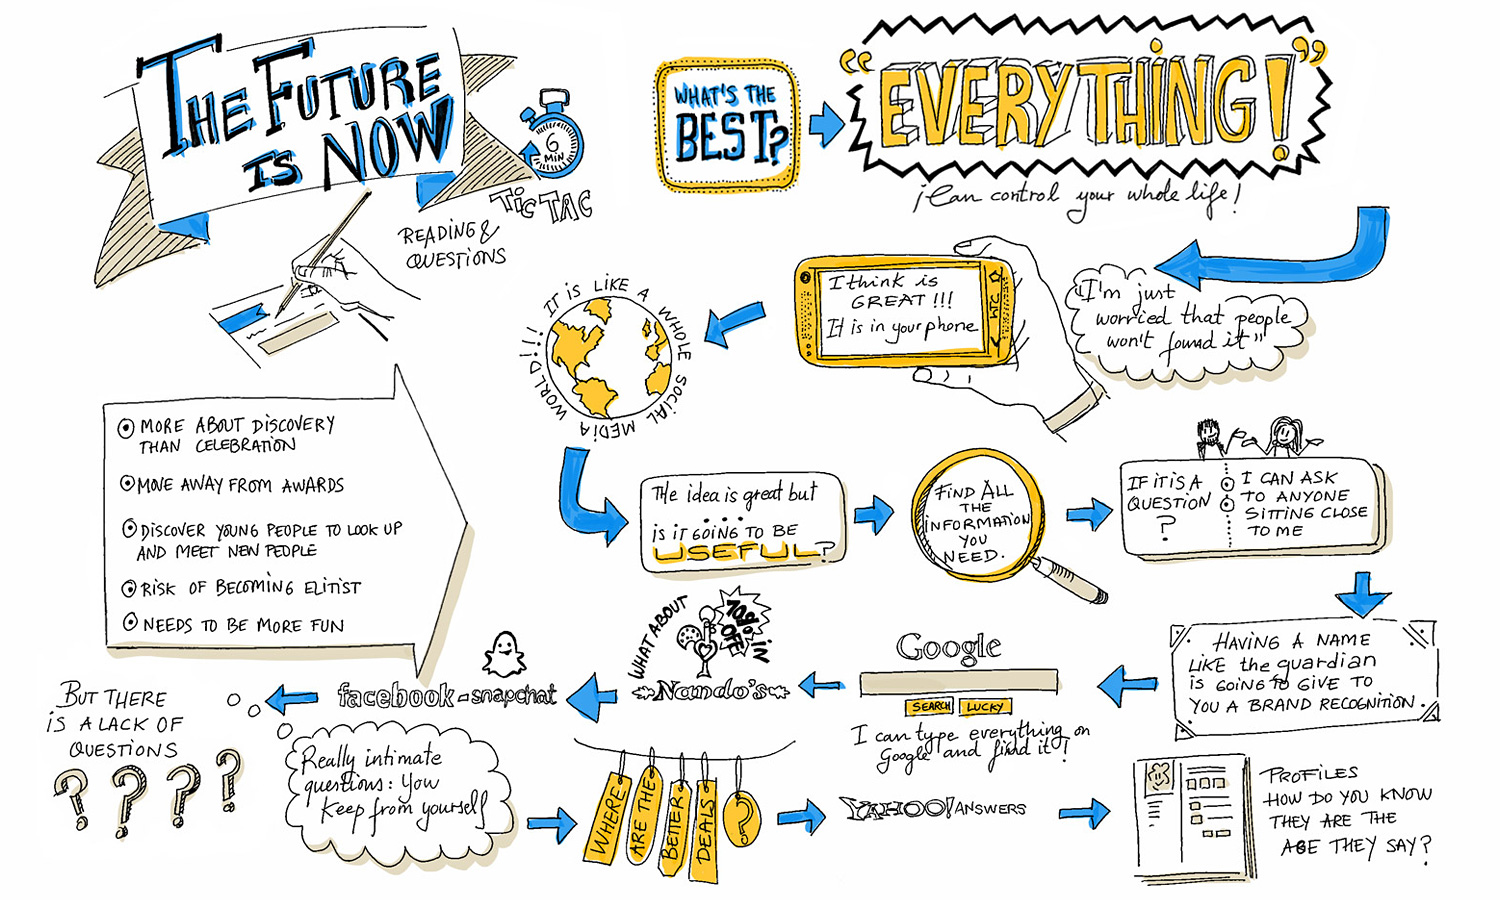 THE FUTURE
IS NOW
6
MIN
TIC TAC
READING &
QUESTIONS
WHAT'S THE
BEST?
“EVERYTHING!”
¡Can control your whole life!
"I'm just
worried that people
won't found it"
I think is
GREAT!!!
It is in your phone
HTC
IT IS LIKE A WHOLE SOCIAL MEDIA WORLD!!!
The idea is great but
...
is it GOING TO BE
USEFUL?
FIND ALL
THE
INFORMATION
YOU
NEED.
IF IT IS A
QUESTION
?
I CAN ASK
TO ANYONE
SITTING CLOSE
TO ME
HAVING A NAME
LIKE the guardian
IS GOING TO GIVE TO
YOU A BRAND RECOGNITION.
Google
SEARCH LUCKY
I can type everything on
Google and find it!
WHAT ABOUT
70% IN
OFF
Nando's
facebook - snapchat
MORE ABOUT DISCOVERY
THAN CELEBRATION
MOVE AWAY FROM AWARDS
DISCOVER YOUNG PEOPLE TO LOOK UP
AND MEET NEW PEOPLE
RISK OF BECOMING ELITIST
NEEDS TO BE MORE FUN
BUT THERE
IS A LACK OF
QUESTIONS
? ? ? ?
Really intimate
questions: You
keep from yourself
WHERE
ARE THE
BETTER
DEALS
?
YAHOO! ANSWERS
PROFILES
HOW DO YOU KNOW
THEY ARE THE
AGE THEY SAY?